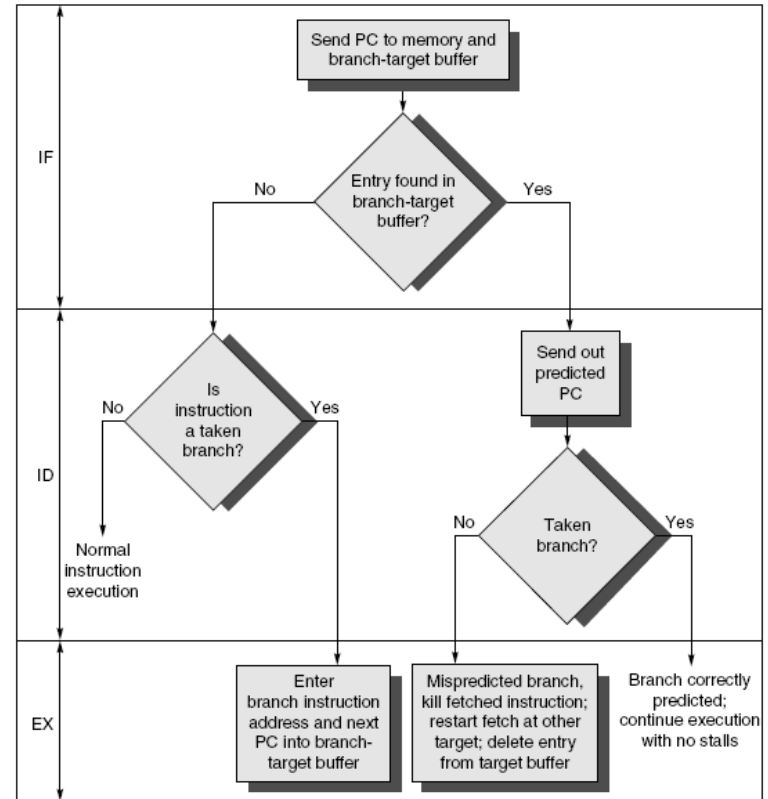 Send PC to memory and
branch-target buffer
IF
No
Entry found in
branch-target
buffer?
Yes
ID
No
Is
instruction
a taken
branch?
Yes
Send out
predicted
PC
No
Taken
branch?
Yes
Normal
instruction
execution
EX
Enter
branch instruction
address and next
PC into branch-
target buffer
Mispredicted branch,
kill fetched instruction;
restart fetch at other
target; delete entry
from target buffer
Branch correctly
predicted;
continue execution
with no stalls